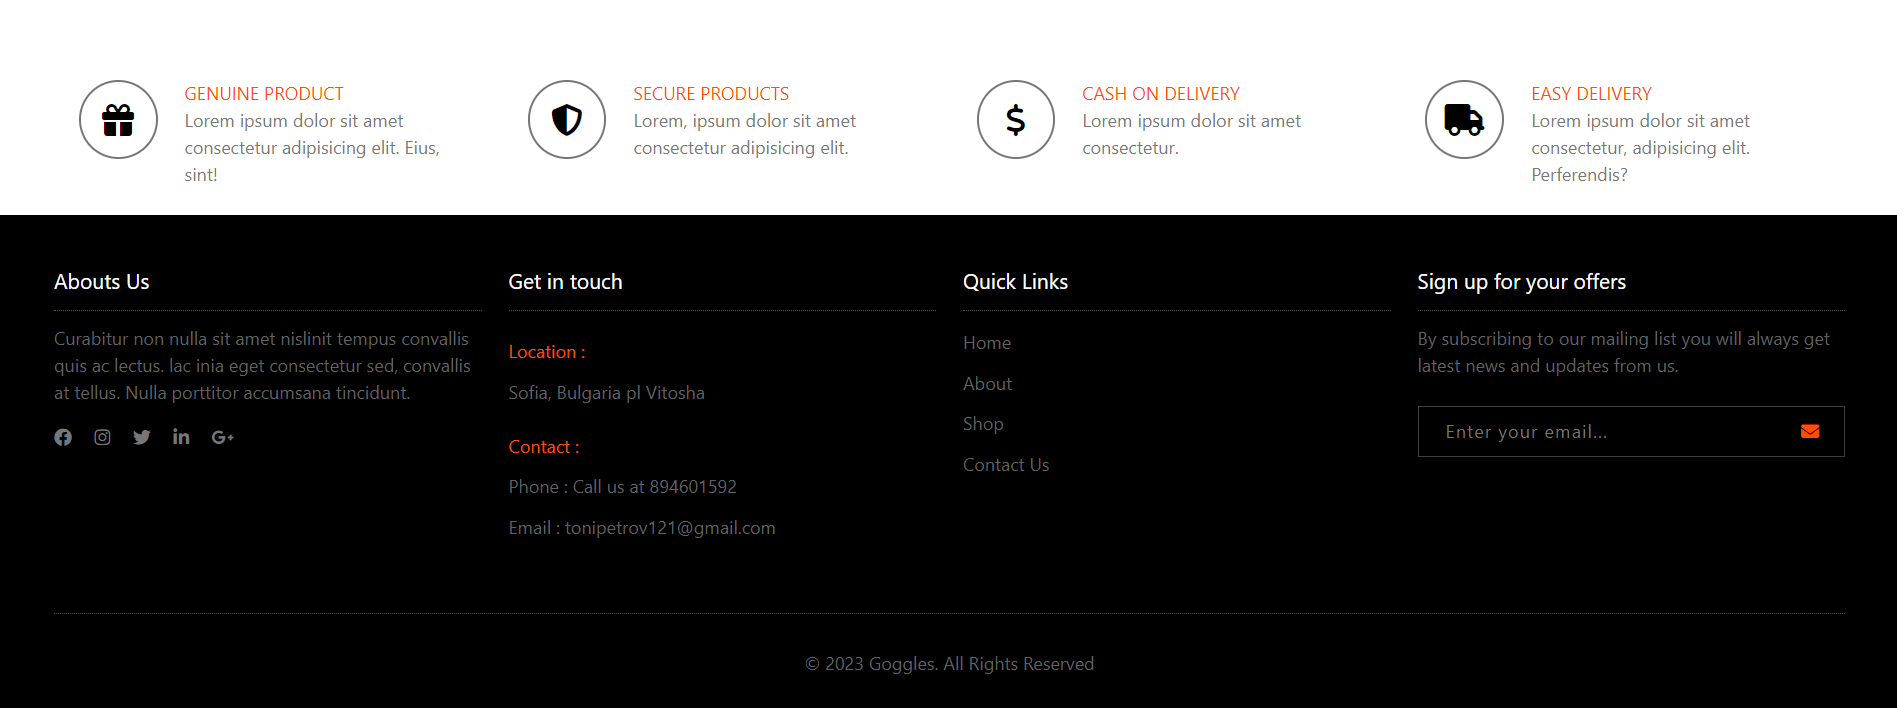 GENUINE PRODUCT
Lorem ipsum dolor sit amet
consectetur adipisicing elit. Eius,
sint!
SECURE PRODUCTS
Lorem, ipsum dolor sit amet
consectetur adipisicing elit.
CASH ON DELIVERY
Lorem ipsum dolor sit amet
consectetur.
EASY DELIVERY
Lorem ipsum dolor sit amet
consectetur, adipisicing elit.
Perferendis?
Abouts Us
Curabitur non nulla sit amet nislinit tempus convallis
quis ac lectus. lac inia eget consectetur sed, convallis
at tellus. Nulla porttitor accumsana tincidunt.
Get in touch
Location :
Sofia, Bulgaria pl Vitosha
Contact :
Phone : Call us at 894601592
Email : tonipetrov121@gmail.com
Quick Links
Home
About
Shop
Contact Us
Sign up for your offers
By subscribing to our mailing list you will always get
latest news and updates from us.
Enter your email...
© 2023 Goggles. All Rights Reserved